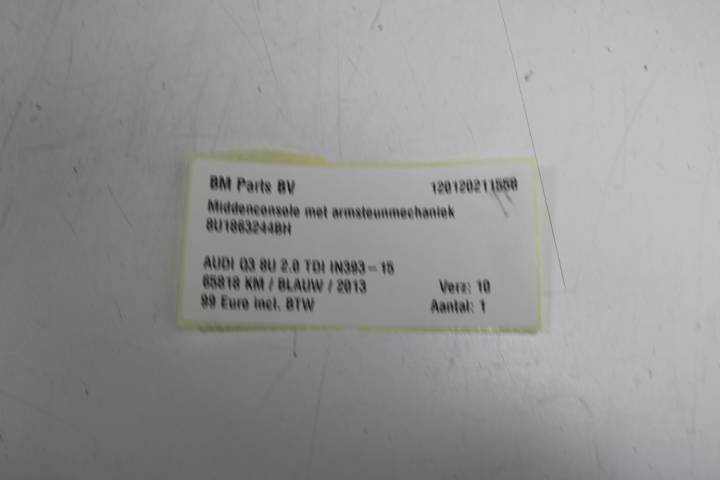 BM Parts BV 120120211558
Middenconsole met armsteunmechaniek
8U1863244BH
AUDI Q3 8U 2.0 TDI IN393-15
65818 KM / BLAUW / 2013 Verz: 10
99 Euro incl. BTW Aantal: 1